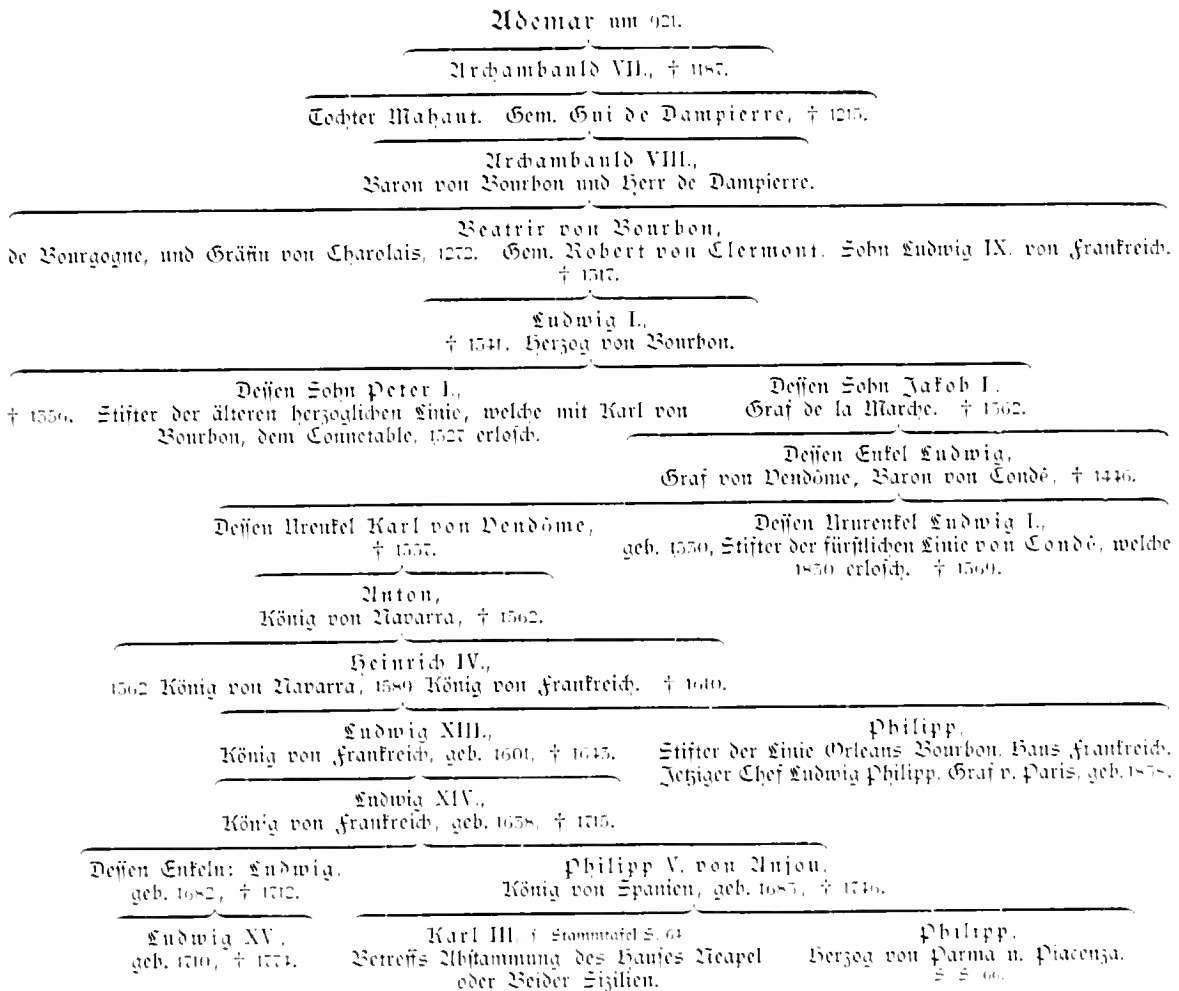 Ademar um 921.
Archambauld VII., † 1187.
Tochter Mahaut. Gem. Gui de Dampierre, † 1215.
Archambauld VIII.,
Baron von Bourbon und Herr de Dampierre.
Beatrix von Bourbon,
de Bourgogne, und Gräfin von Charolais, 1272. Gem. Robert von Clermont, Sohn Ludwig IX. von Frankreich.
† 1317.
Ludwig I.,
† 1341. Herzog von Bourbon.
Dessen Sohn Peter I.,
† 1356. Stifter der älteren herzoglichen Linie, welche mit Karl von
Bourbon, dem Connetable, 1527 erlosch.
Dessen Sohn Jakob I.
Graf de la Marche. † 1362.
Dessen Enkel Ludwig,
Graf von Vendôme, Baron von Condé, † 1446.
Dessen Urenkel Karl von Vendôme,
† 1537.
Dessen Ururenkel Ludwig I.,
geb. 1530, Stifter der fürstlichen Linie von Condé, welche
1830 erlosch. † 1569.
Anton,
König von Navarra, † 1562.
Heinrich IV.,
1562 König von Navarra, 1589 König von Frankreich. † 1610.
Ludwig XIII.,
König von Frankreich, geb. 1601, † 1643.
Philipp,
Stifter der Linie Orleans Bourbon. Haus Frankreich.
Jetziger Chef Ludwig Philipp, Graf v. Paris, geb. 1838.
Ludwig XIV.,
König von Frankreich, geb. 1638, † 1715.
Dessen Enkeln: Ludwig,
geb. 1682, † 1712.
Philipp V. von Anjou,
König von Spanien, geb. 1683, † 1746.
Ludwig XV.,
geb. 1710, † 1774.
Karl III. s. Stammtafel S. 64
Betreffs Abstammung des Hauses Neapel
oder Beider Sizilien.
Philipp,
Herzog von Parma u. Piacenza.
S. S. 66.